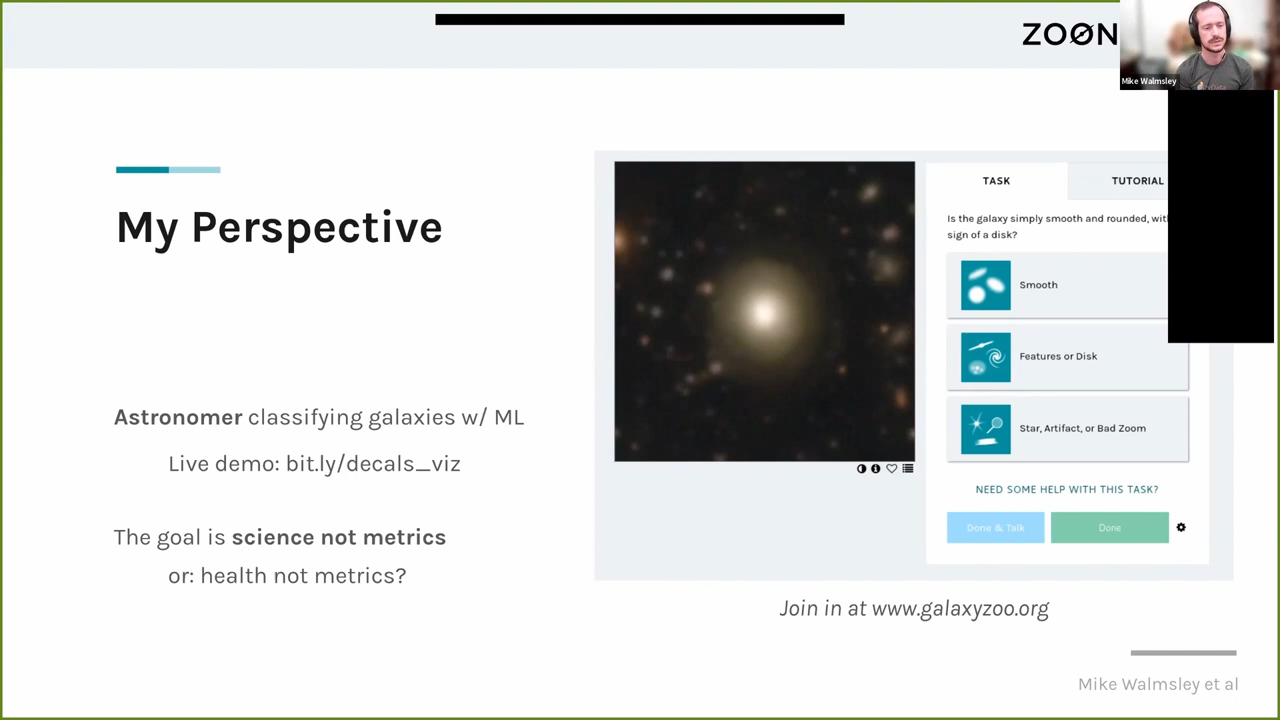 ZOON
Mike Walmsley
My Perspective
Astronomer classifying galaxies w/ ML
Live demo: bit.ly/decals_viz
The goal is science not metrics
or: health not metrics?
TASK
TUTORIAL
Is the galaxy simply smooth and rounded, with
sign of a disk?
Smooth
Features or Disk
Star, Artifact, or Bad Zoom
NEED SOME HELP WITH THIS TASK?
Done & Talk
Done
Join in at www.galaxyzoo.org
Mike Walmsley et al